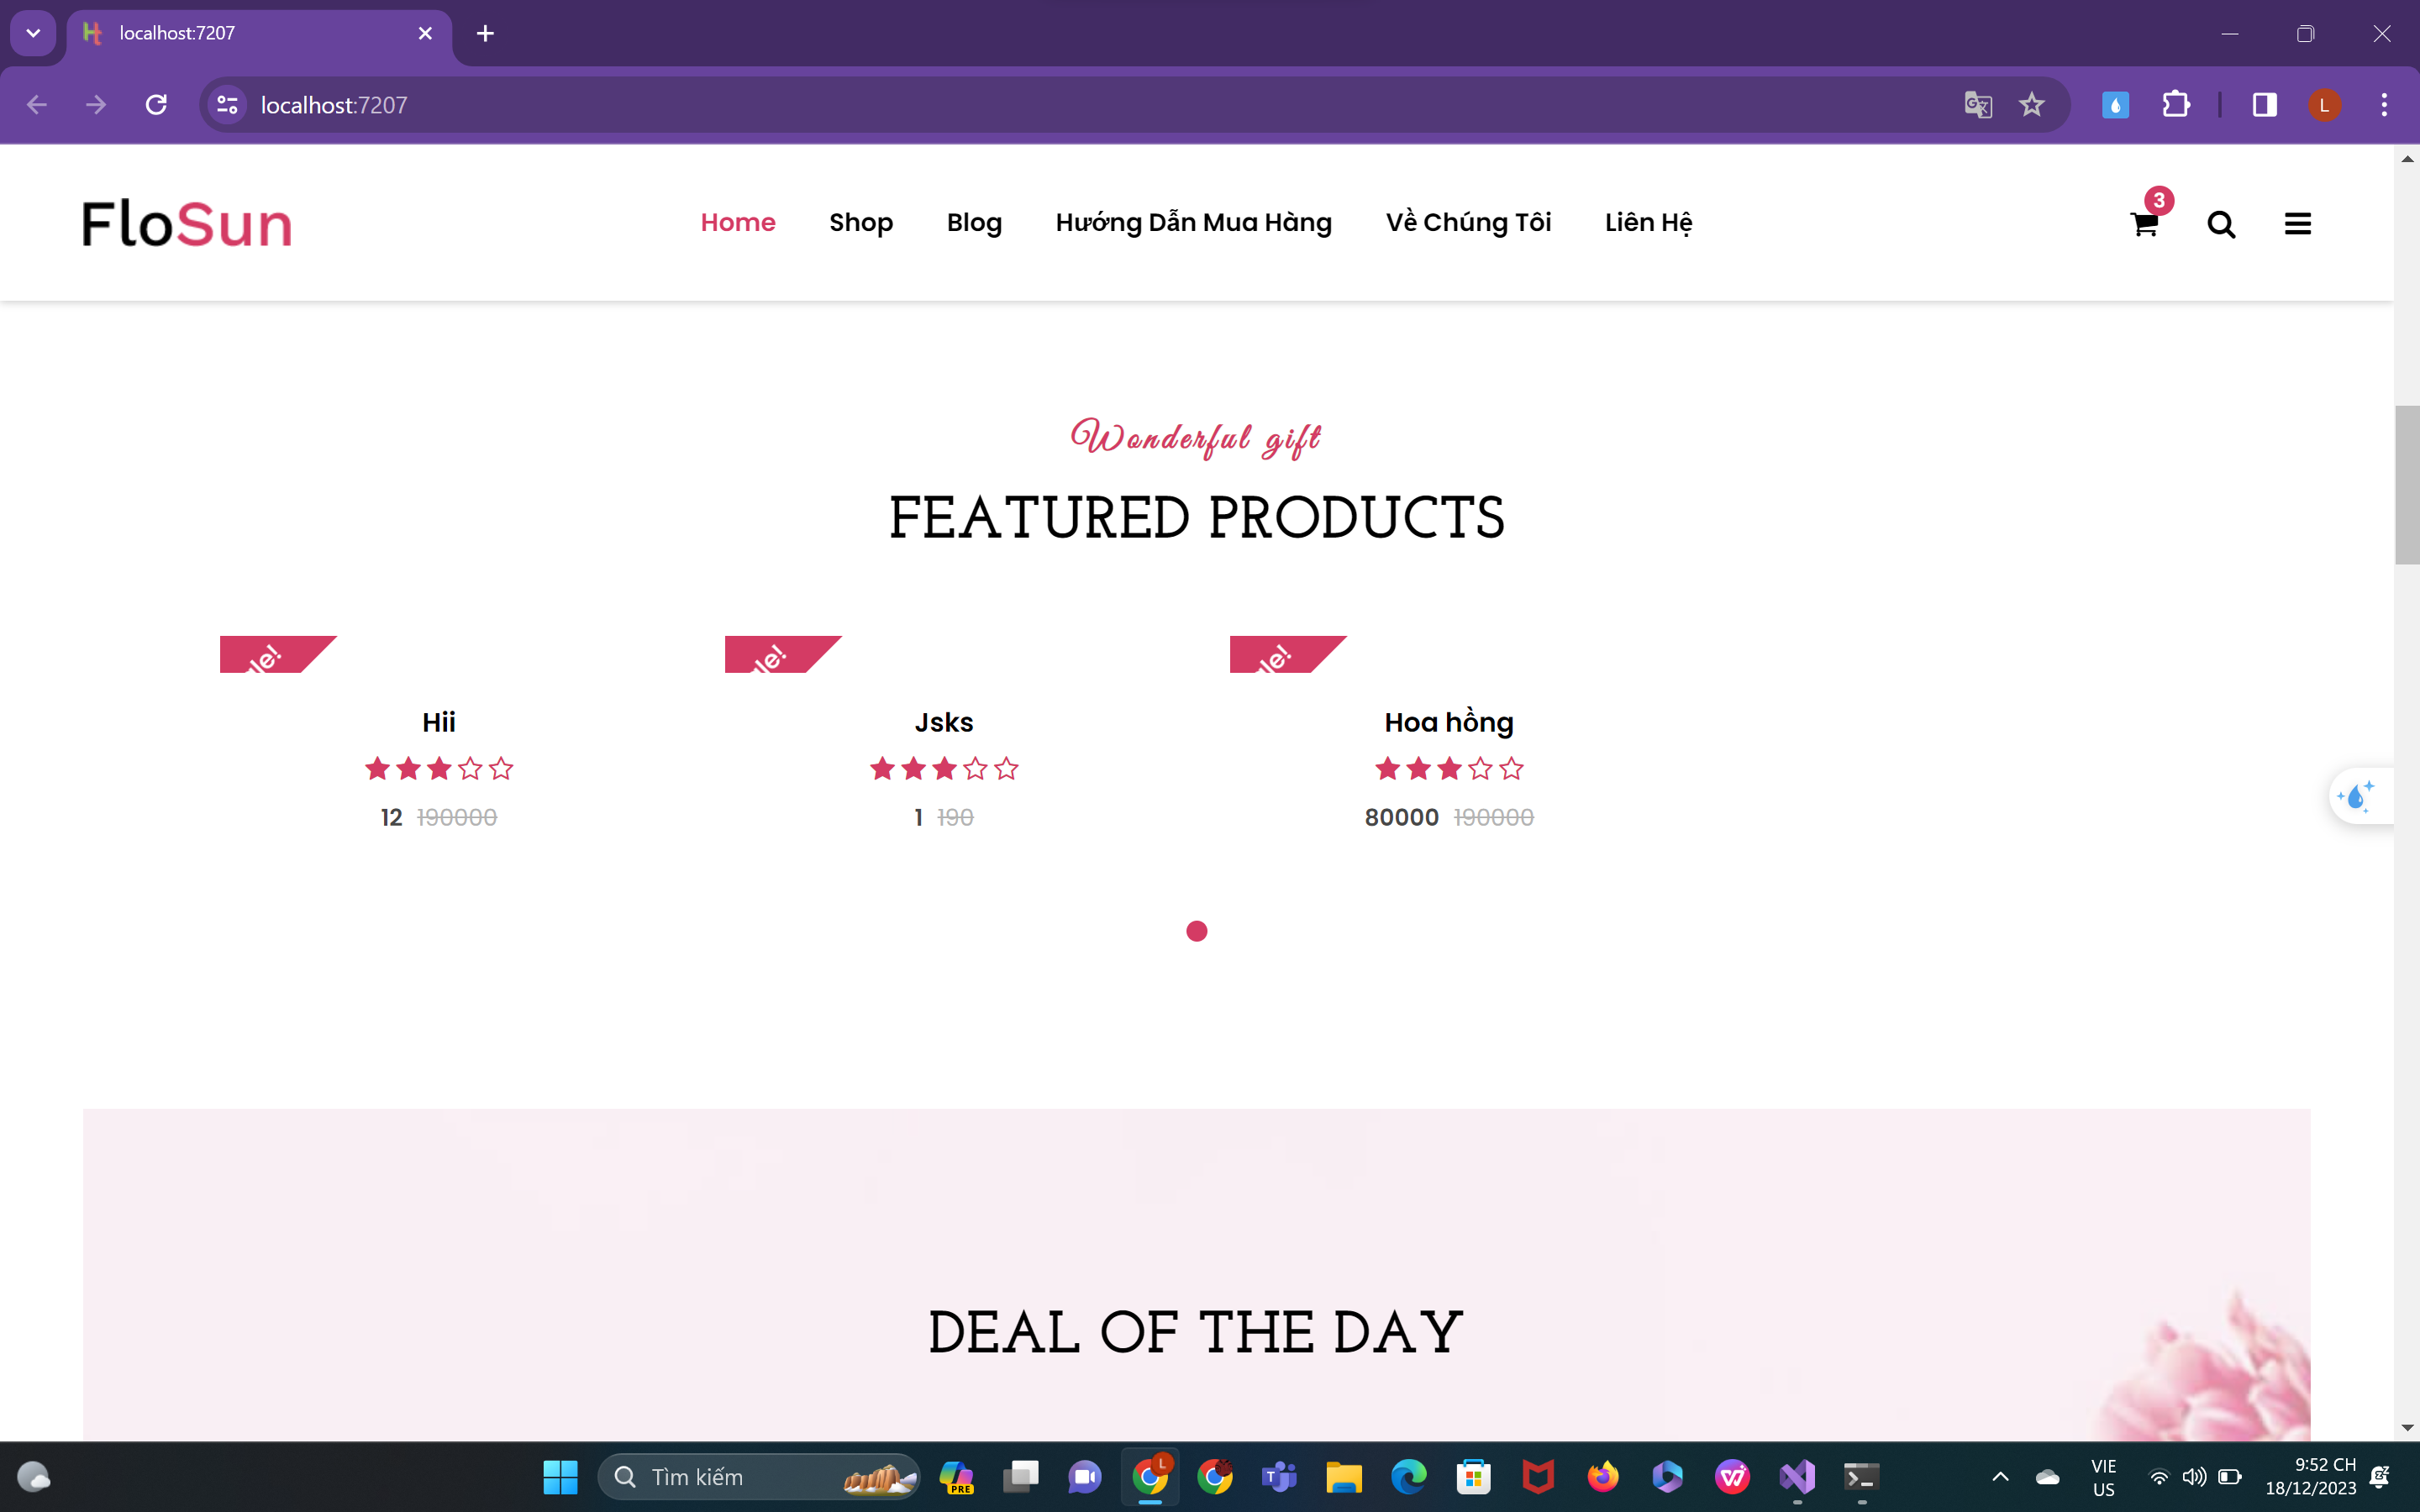 localhost:7207
localhost:7207
L
FloSun
Home Shop Blog Hướng Dẫn Mua Hàng Về Chúng Tôi Liên Hệ
3
Wonderful gift
FEATURED PRODUCTS
le! le! le!
Hii Jsks Hoa hồng
12 190000 1 190 80000 190000
DEAL OF THE DAY
Tìm kiếm
PRE
L
VIE
US
9:52 CH
18/12/2023